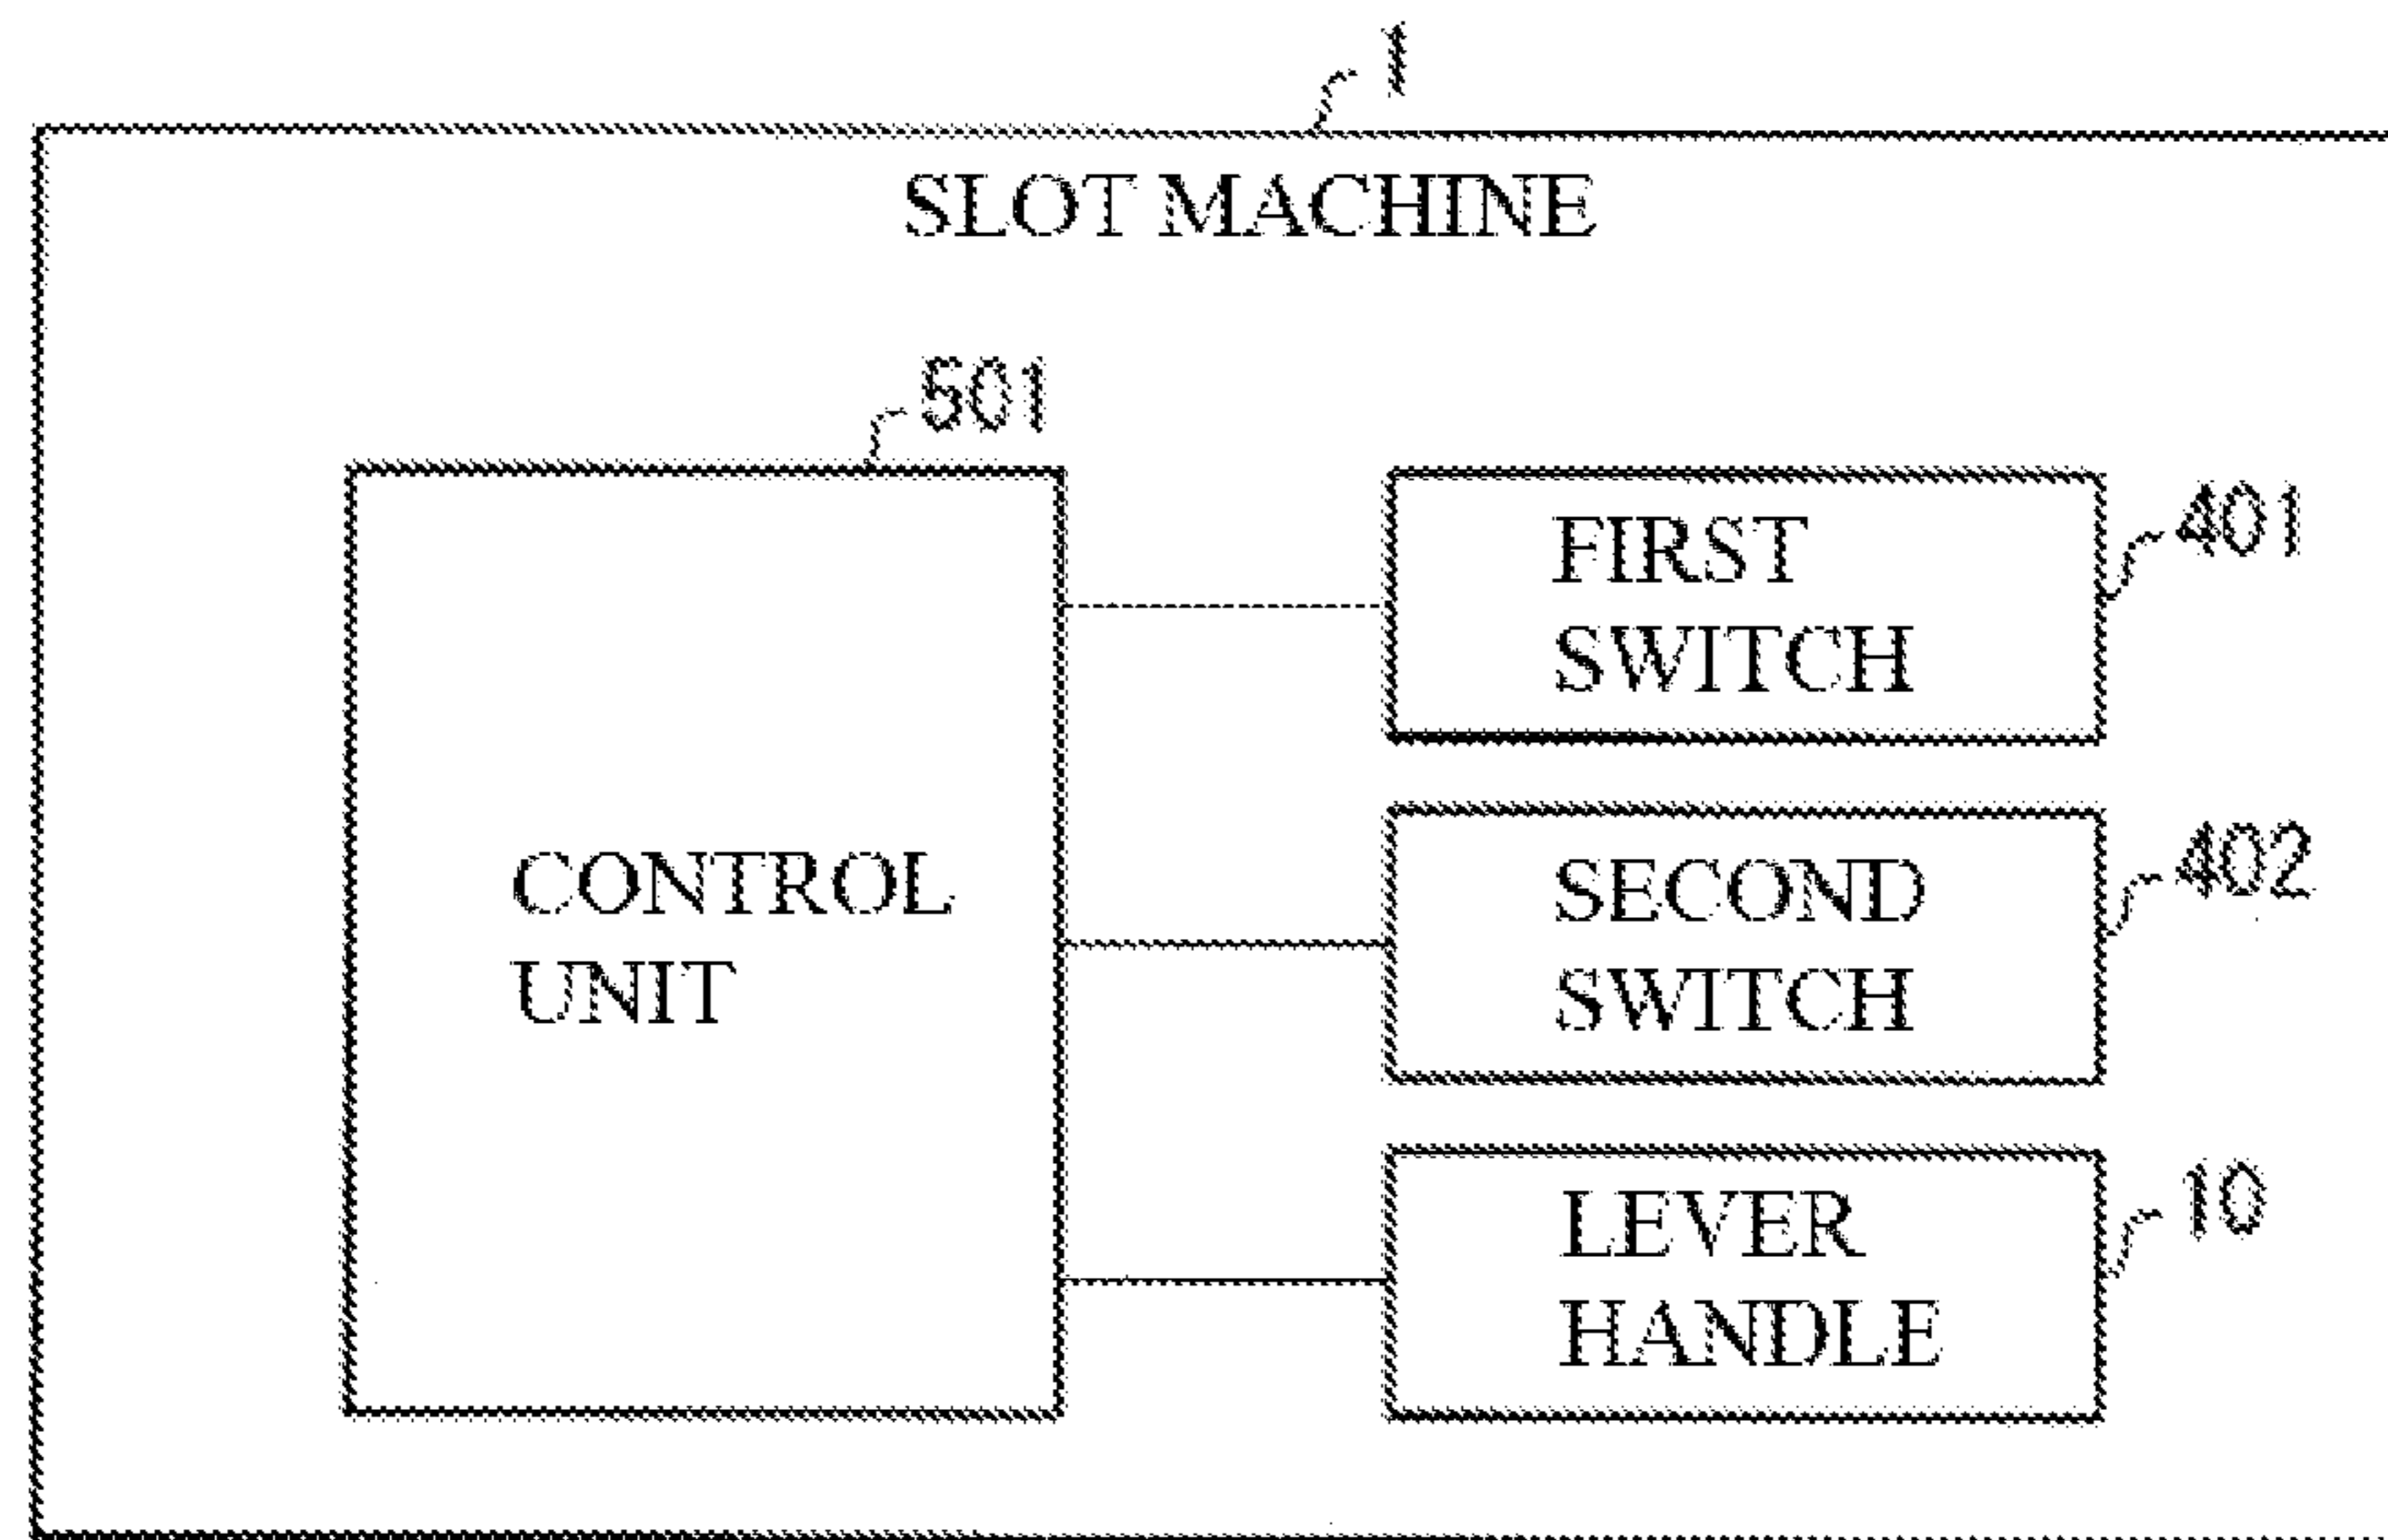 1
SLOT MACHINE
501
FIRST
SWITCH
401
CONTROL
UNIT
SECOND
SWITCH
402
LEVER
HANDLE
10